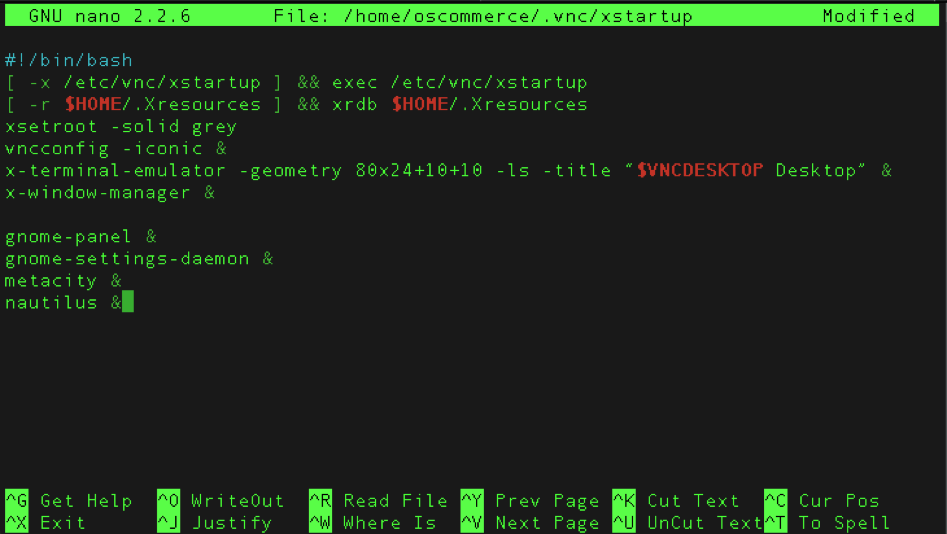 GNU nano 2.2.6 File: /home/oscommerce/.vnc/xstartup Modified
#!/bin/bash
[ -x /etc/vnc/xstartup ] && exec /etc/vnc/xstartup
[ -r $HOME/.Xresources ] && xrdb $HOME/.Xresources
xsetroot -solid grey
vncconfig -iconic &
x-terminal-emulator -geometry 80x24+10+10 -ls -title “$VNCDESKTOP Desktop” &
x-window-manager &
gnome-panel &
gnome-settings-daemon &
metacity &
nautilus &
^G Get Help ^O WriteOut ^R Read File ^Y Prev Page ^K Cut Text ^C Cur Pos
^X Exit ^J Justify ^W Where Is ^V Next Page ^U UnCut Text^T To Spell